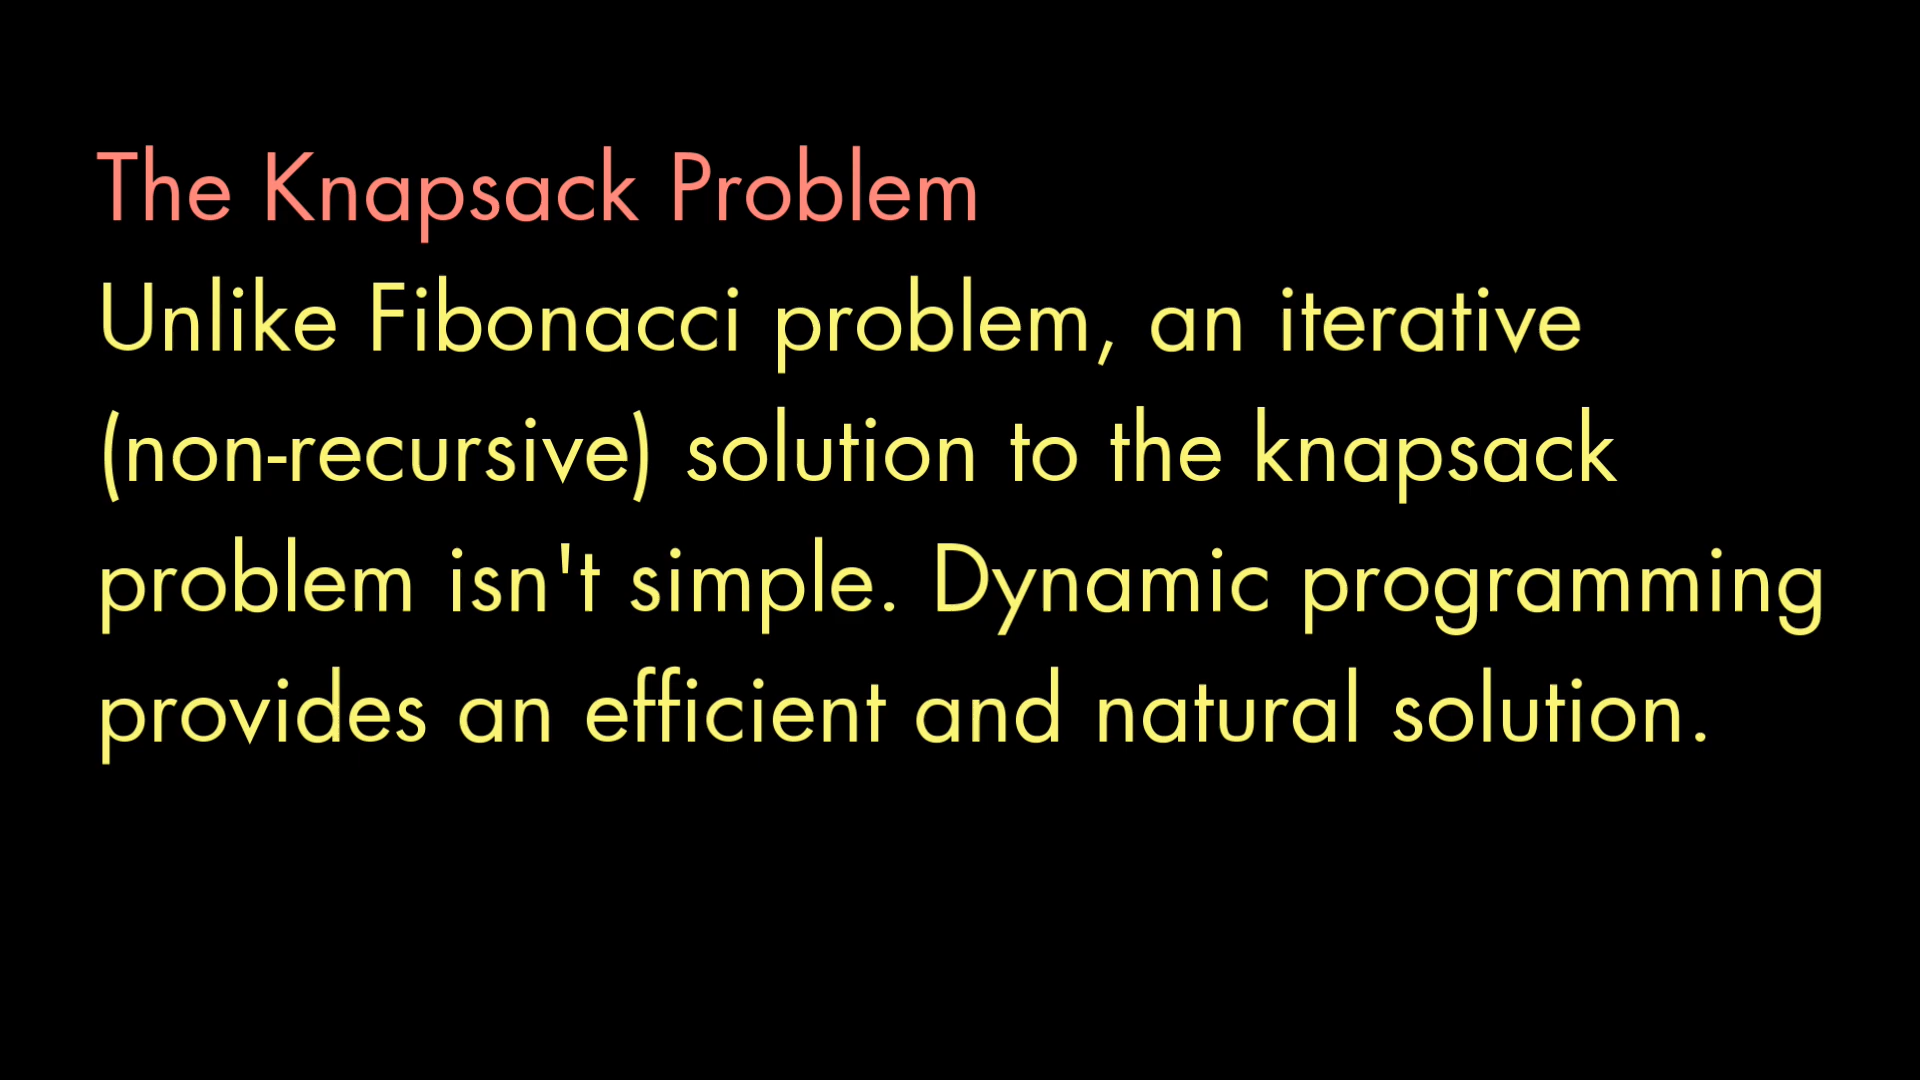 The Knapsack Problem
Unlike Fibonacci problem, an iterative
(non-recursive) solution to the knapsack
problem isn't simple. Dynamic programming
provides an efficient and natural solution.